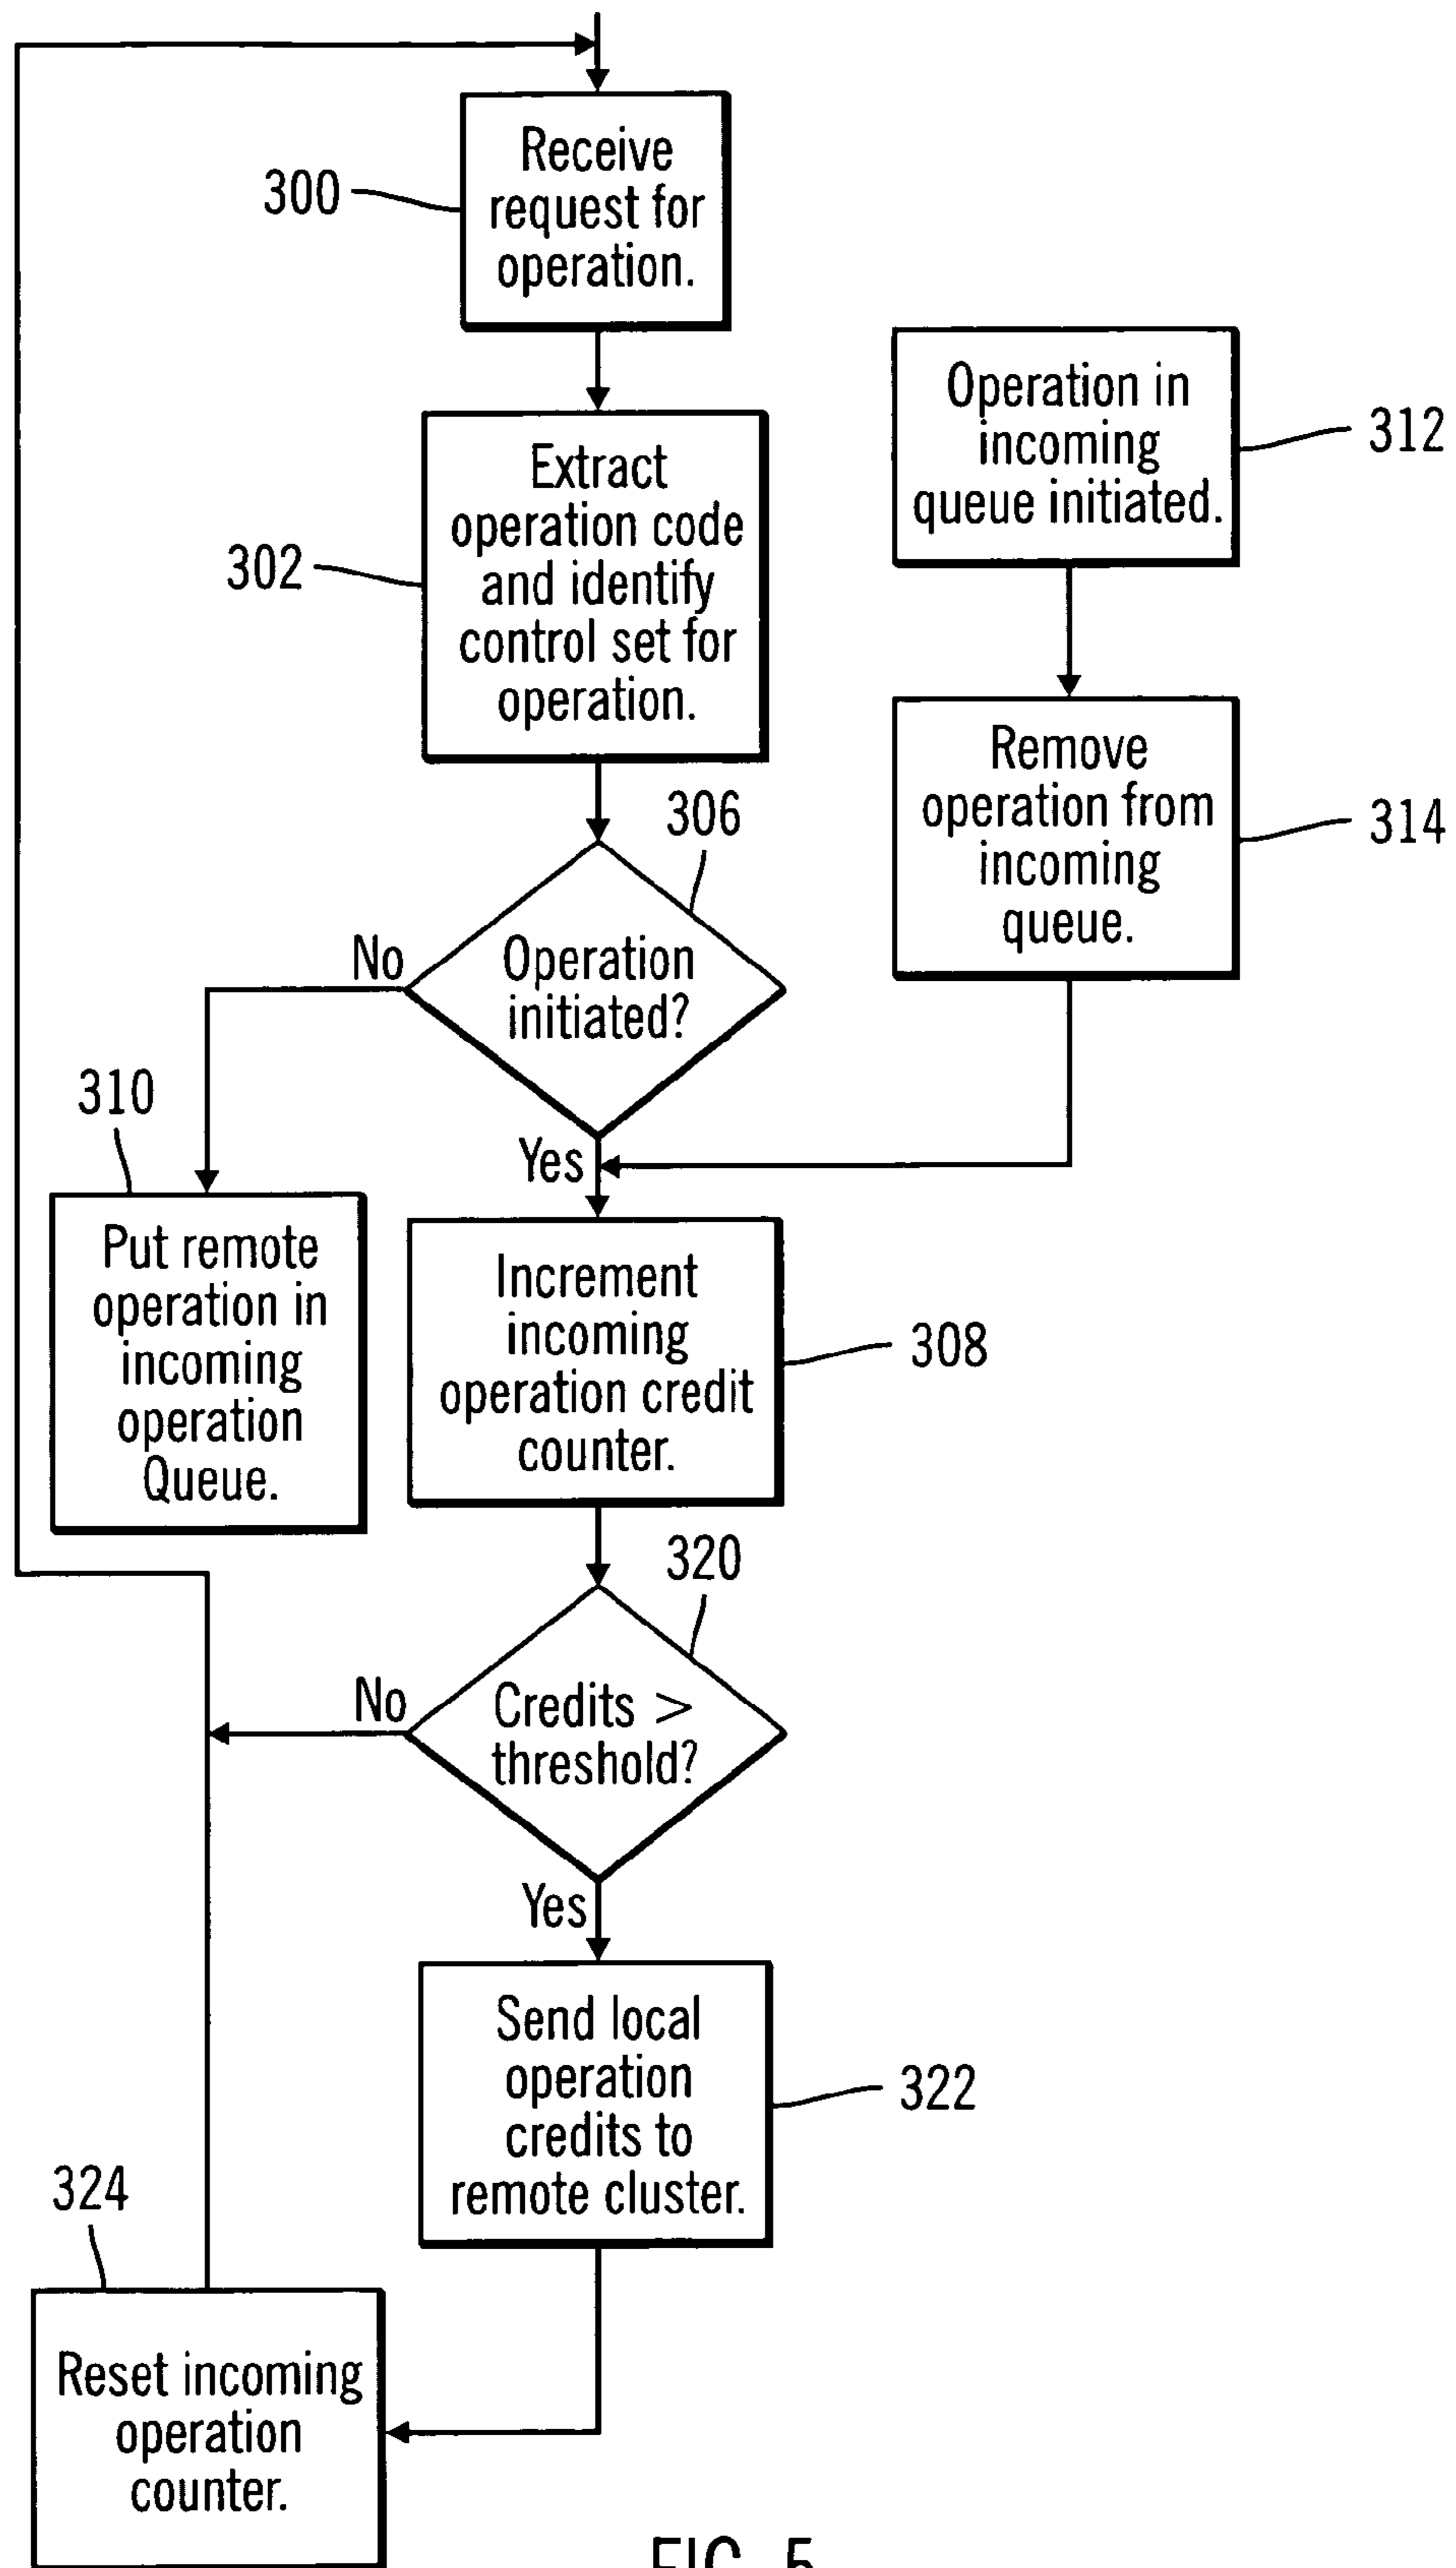 300
Receive
request for
operation.
302
Extract
operation code
and identify
control set for
operation.
312
Operation in
incoming
queue initiated.
314
Remove
operation from
incoming
queue.
306
Operation
initiated?
No
Yes
310
Put remote
operation in
incoming
operation
Queue.
308
Increment
incoming
operation credit
counter.
320
Credits >
threshold?
No
Yes
322
Send local
operation
credits to
remote cluster.
324
Reset incoming
operation
counter.
FIG. 5